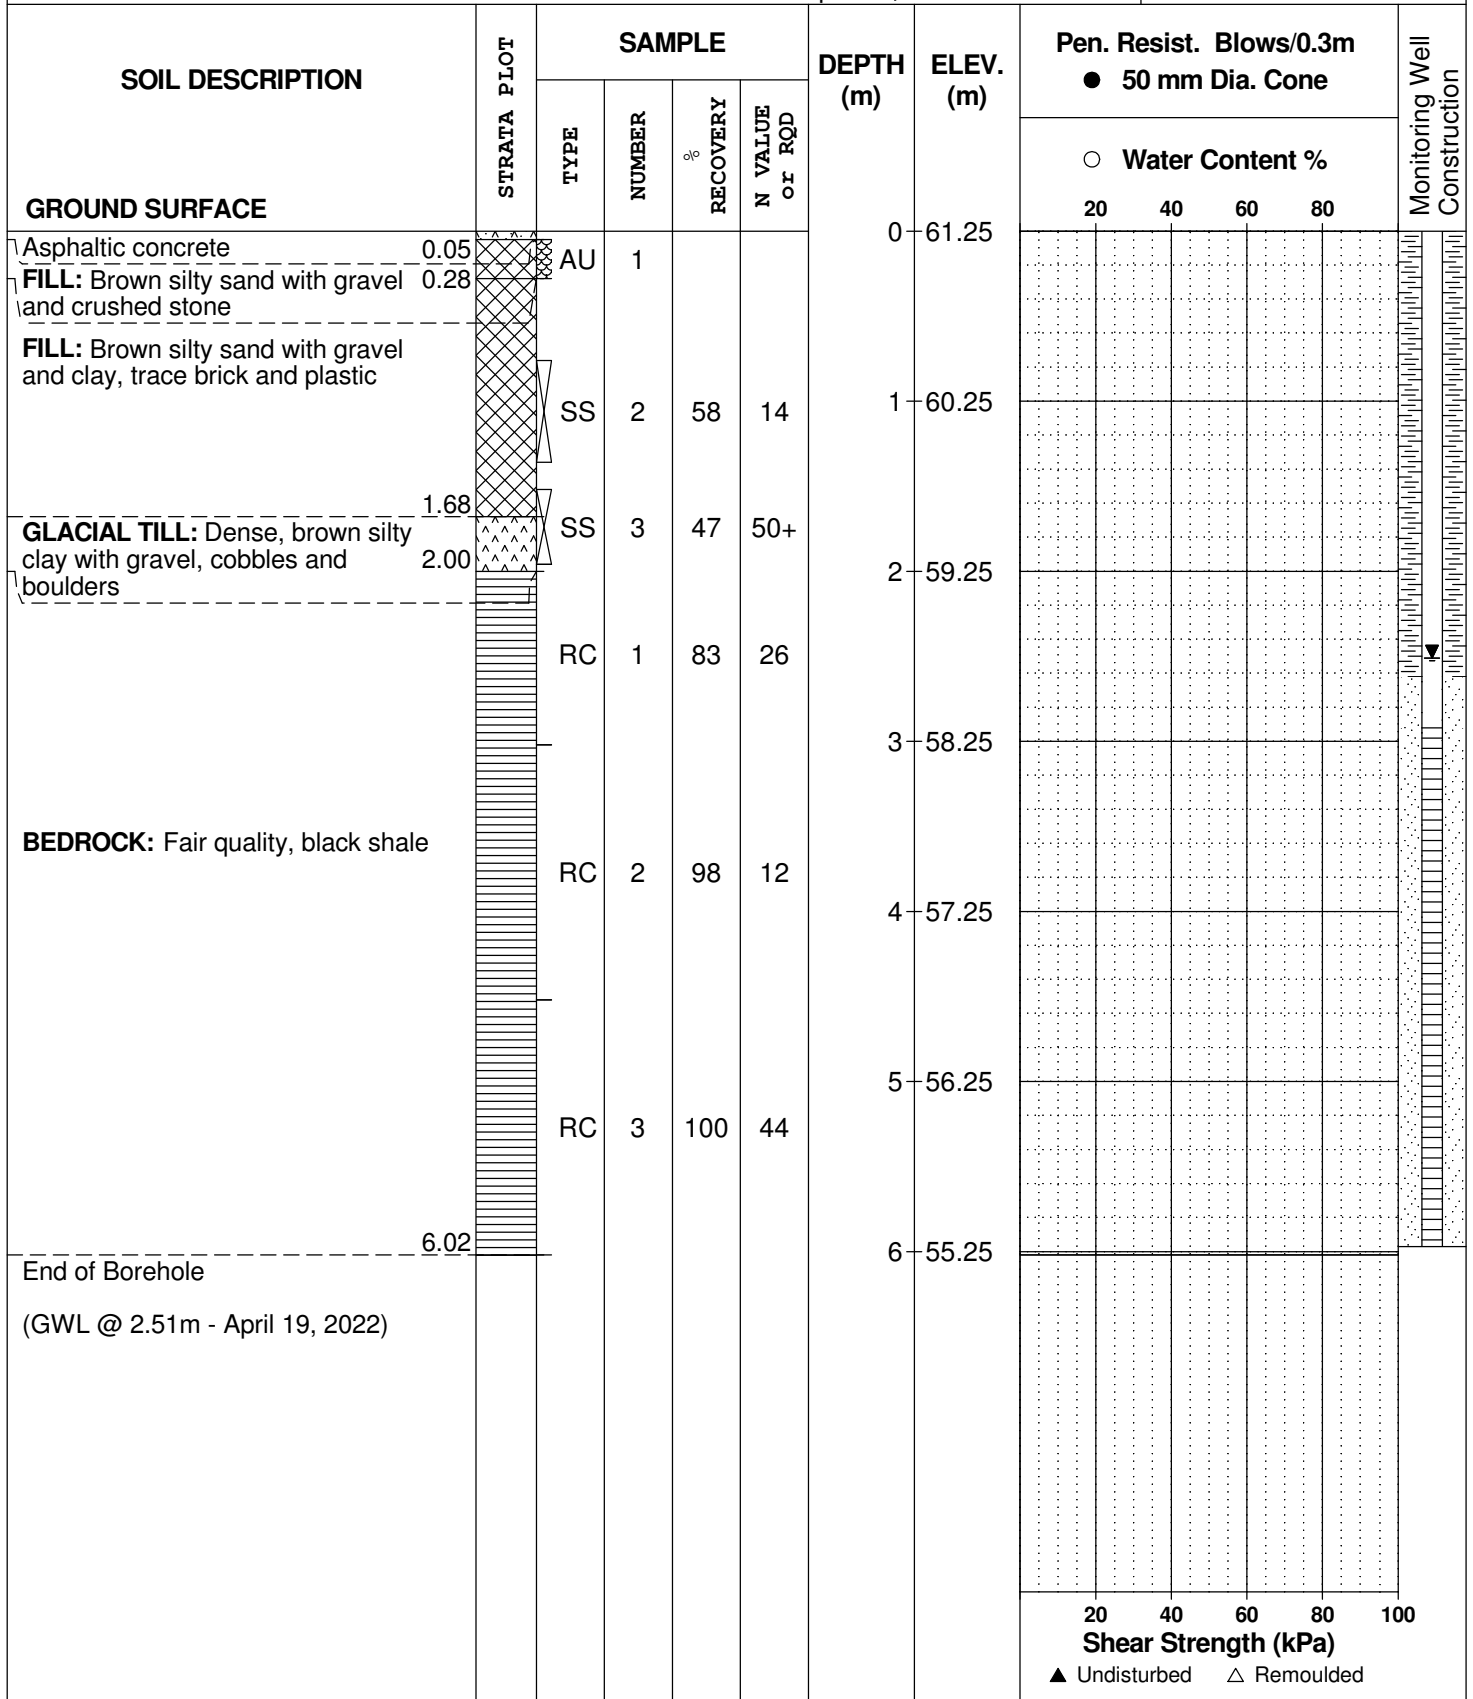 SOIL DESCRIPTION
GROUND SURFACE
STRATA PLOT
SAMPLE
TYPE
NUMBER
% RECOVERY
N VALUE or RQD
DEPTH (m)
ELEV. (m)
Pen. Resist. Blows/0.3m
● 50 mm Dia. Cone
○ Water Content %
20 40 60 80
Monitoring Well Construction
0 61.25
Asphaltic concrete 0.05
AU 1
FILL: Brown silty sand with gravel 0.28
and crushed stone
FILL: Brown silty sand with gravel
and clay, trace brick and plastic
1 60.25
SS 2 58 14
1.68
GLACIAL TILL: Dense, brown silty
clay with gravel, cobbles and 2.00
boulders
SS 3 47 50+
2 59.25
RC 1 83 26
3 58.25
BEDROCK: Fair quality, black shale
RC 2 98 12
4 57.25
5 56.25
RC 3 100 44
6.02
6 55.25
End of Borehole
(GWL @ 2.51m - April 19, 2022)
20 40 60 80 100
Shear Strength (kPa)
▲ Undisturbed △ Remoulded